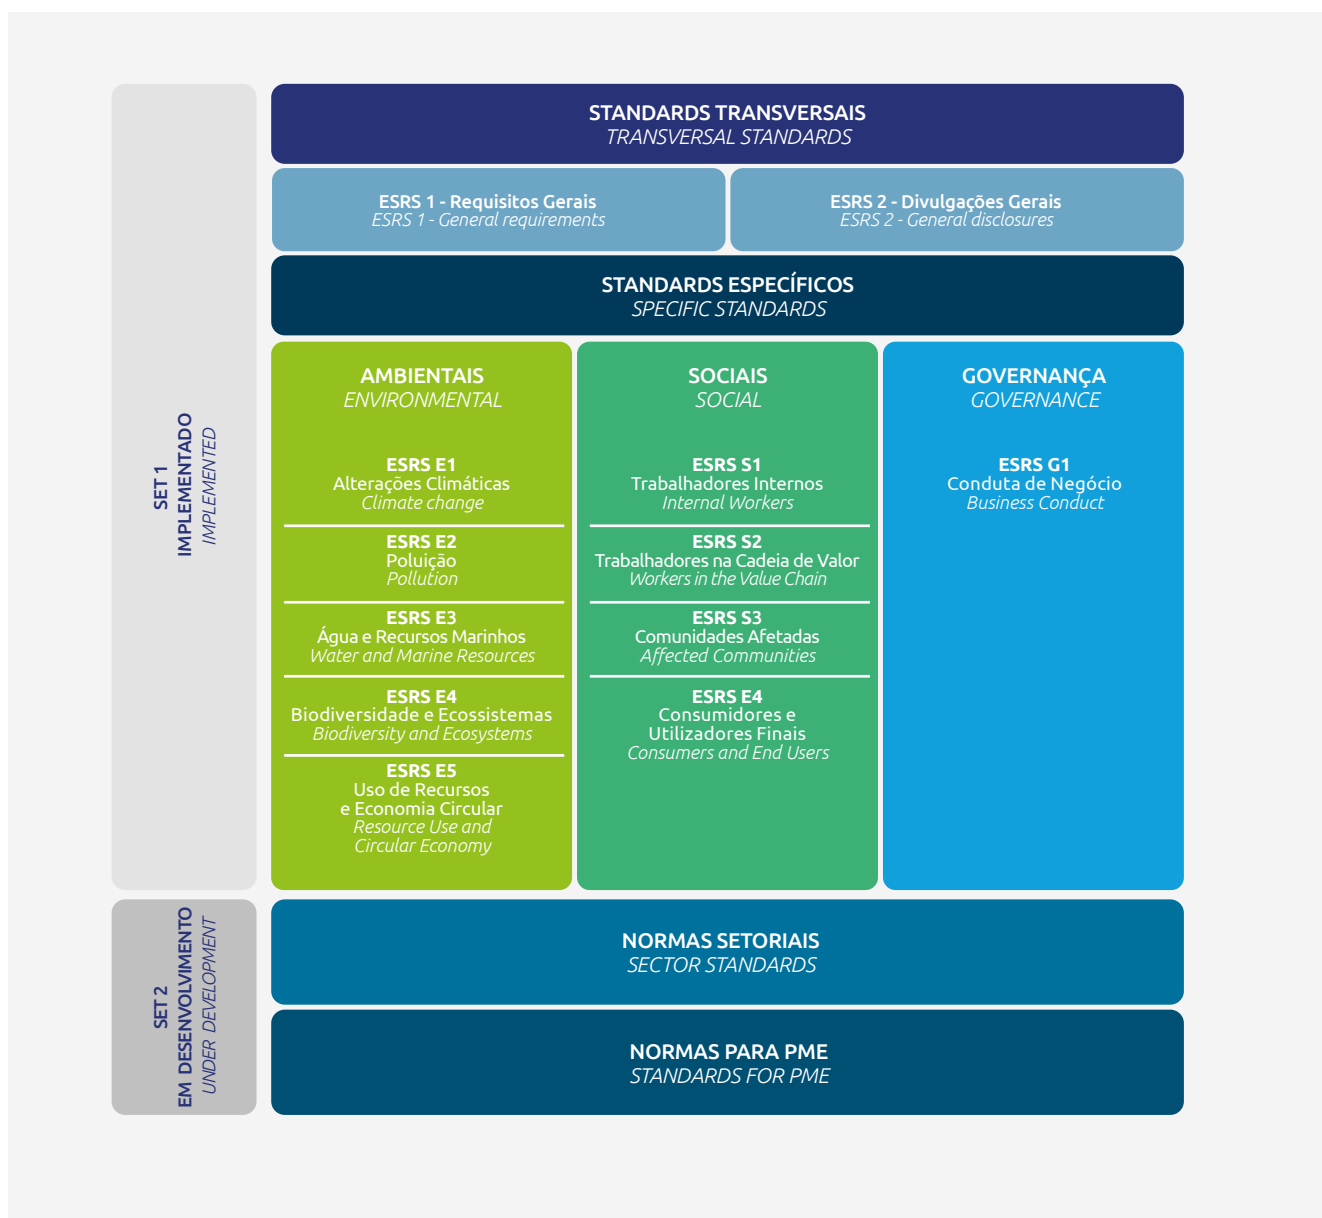 STANDARDS TRANSVERSAIS
TRANSVERSAL STANDARDS
ESRS 1 - Requisitos Gerais
ESRS 1 - General requirements
ESRS 2 - Divulgações Gerais
ESRS 2 - General disclosures
STANDARDS ESPECÍFICOS
SPECIFIC STANDARDS
SET 1
IMPLEMENTADO
IMPLEMENTED
AMBIENTAIS
ENVIRONMENTAL
ESRS E1
Alterações Climáticas
Climate change
ESRS E2
Poluição
Pollution
ESRS E3
Água e Recursos Marinhos
Water and Marine Resources
ESRS E4
Biodiversidade e Ecossistemas
Biodiversity and Ecosystems
ESRS E5
Uso de Recursos
e Economia Circular
Resource Use and
Circular Economy
SOCIAIS
SOCIAL
ESRS S1
Trabalhadores Internos
Internal Workers
ESRS S2
Trabalhadores na Cadeia de Valor
Workers in the Value Chain
ESRS S3
Comunidades Afetadas
Affected Communities
ESRS E4
Consumidores e
Utilizadores Finais
Consumers and End Users
GOVERNANÇA
GOVERNANCE
ESRS G1
Conduta de Negócio
Business Conduct
SET 2
EM DESENVOLVIMENTO
UNDER DEVELOPMENT
NORMAS SETORIAIS
SECTOR STANDARDS
NORMAS PARA PME
STANDARDS FOR PME